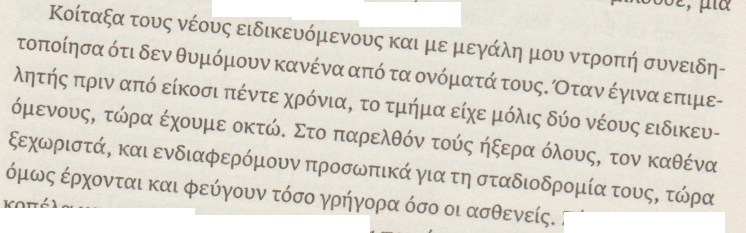 μια
Κοίταξα τους νέους ειδικευόμενους και με μεγάλη μου ντροπή συνειδη-
τοποίησα ότι δεν θυμόμουν κανένα από τα ονόματά τους. Όταν έγινα επιμε-
λητής πριν από είκοσι πέντε χρόνια, το τμήμα είχε μόλις δύο νέους ειδικευ-
όμενους, τώρα έχουμε οκτώ. Στο παρελθόν τούς ήξερα όλους, τον καθένα
ξεχωριστά, και ενδιαφερόμουν προσωπικά για τη σταδιοδρομία τους, τώρα
όμως έρχονται και φεύγουν τόσο γρήγορα όσο οι ασθενείς.